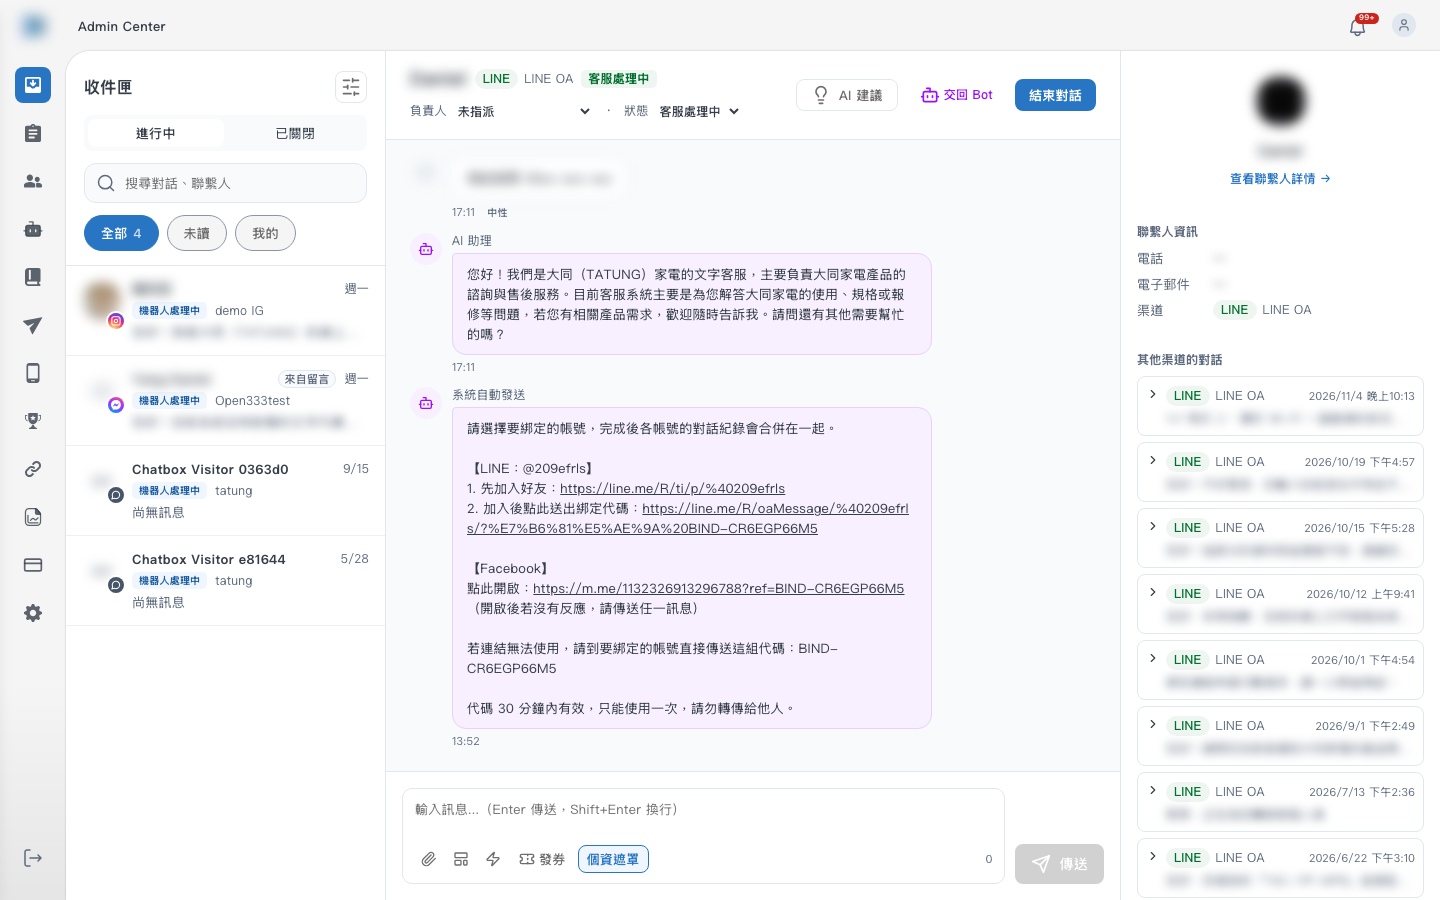 Admin Center
99+
收件匣
進行中 已關閉
搜尋對話、聯繫人
全部 4 未讀 我的
週一
機器人處理中 demo IG
來自留言 週一
機器人處理中 Open333test
Chatbox Visitor 0363d0 9/15
機器人處理中 tatung
尚無訊息
Chatbox Visitor e81644 5/28
機器人處理中 tatung
尚無訊息
LINE LINE OA 客服處理中
負責人 未指派 · 狀態 客服處理中
AI 建議 交回 Bot 結束對話
17:11 中性
AI 助理
您好！我們是大同（TATUNG）家電的文字客服，主要負責大同家電產品的
諮詢與售後服務。目前客服系統主要是為您解答大同家電的使用、規格或報
修等問題，若您有相關產品需求，歡迎隨時告訴我。請問還有其他需要幫忙
的嗎？
17:11
系統自動發送
請選擇要綁定的帳號，完成後各帳號的對話紀錄會合併在一起。
【LINE：@209efrls】
1. 先加入好友：https://line.me/R/ti/p/%40209efrls
2. 加入後點此送出綁定代碼：https://line.me/R/oaMessage/%40209efrl
s/?%E7%B6%81%E5%AE%9A%20BIND-CR6EGP66M5
【Facebook】
點此開啟：https://m.me/1132326913296788?ref=BIND-CR6EGP66M5
（開啟後若沒有反應，請傳送任一訊息）
若連結無法使用，請到要綁定的帳號直接傳送這組代碼：BIND-
CR6EGP66M5
代碼 30 分鐘內有效，只能使用一次，請勿轉傳給他人。
13:52
輸入訊息...（Enter 傳送，Shift+Enter 換行）
發券 個資遮罩 0
傳送
查看聯繫人詳情 →
聯繫人資訊
電話
電子郵件
渠道 LINE LINE OA
其他渠道的對話
LINE LINE OA 2026/11/4 晚上10:13
LINE LINE OA 2026/10/19 下午4:57
LINE LINE OA 2026/10/15 下午5:28
LINE LINE OA 2026/10/12 上午9:41
LINE LINE OA 2026/10/1 下午4:54
LINE LINE OA 2026/9/1 下午2:49
LINE LINE OA 2026/7/13 下午2:36
LINE LINE OA 2026/6/22 下午3:10